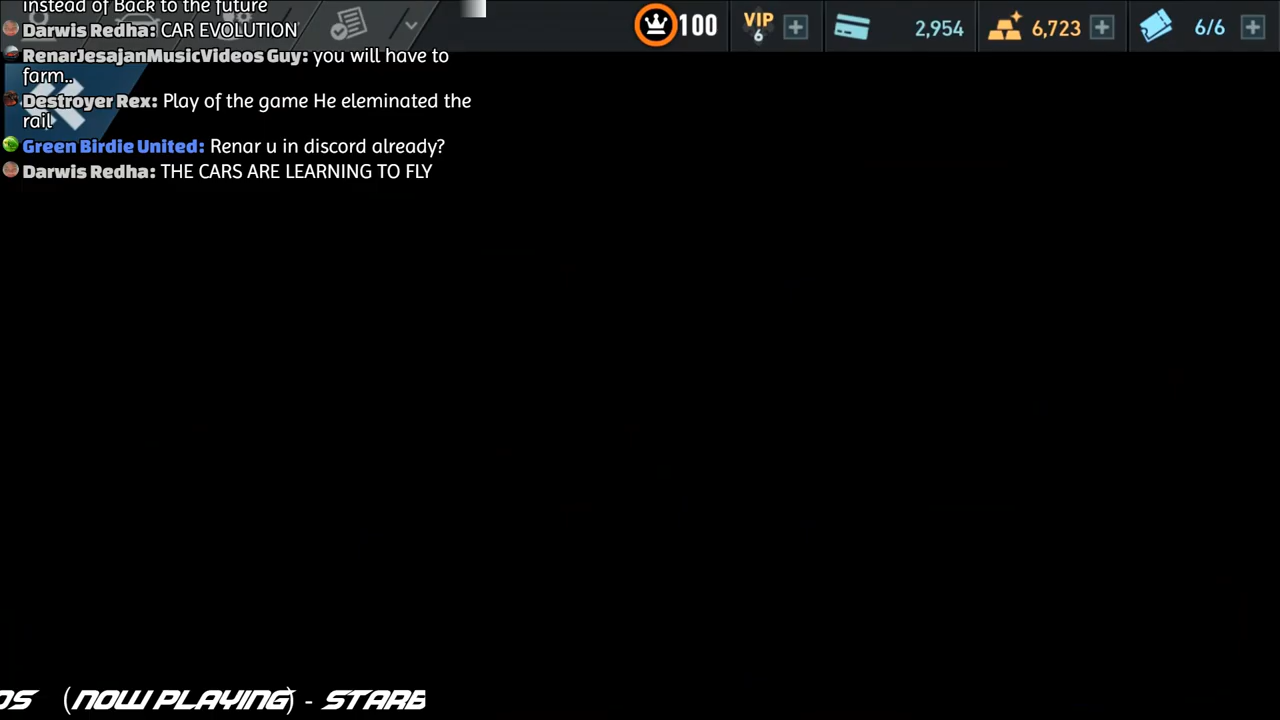 instead of Back to the future
Darwis Redha: CAR EVOLUTION
RenarJesajanMusicVideos Guy: you will have to
farm..
Destroyer Rex: Play of the game He eleminated the
rail
Green Birdie United: Renar u in discord already?
Darwis Redha: THE CARS ARE LEARNING TO FLY
100
VIP
6
2,954
6,723
6/6
OS (NOW PLAYING) - STARB